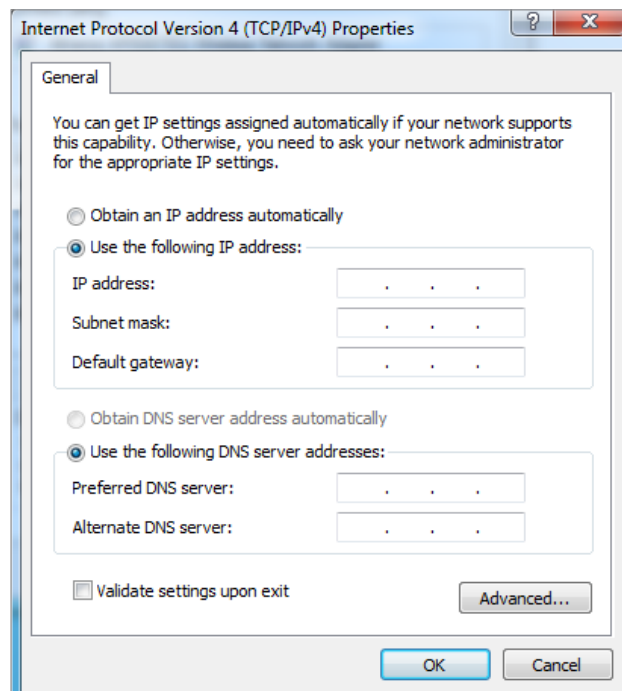 Internet Protocol Version 4 (TCP/IPv4) Properties
?
General
You can get IP settings assigned automatically if your network supports
this capability. Otherwise, you need to ask your network administrator
for the appropriate IP settings.
Obtain an IP address automatically
Use the following IP address:
IP address:
. . .
Subnet mask:
. . .
Default gateway:
. . .
Obtain DNS server address automatically
Use the following DNS server addresses:
Preferred DNS server:
. . .
Alternate DNS server:
. . .
Validate settings upon exit
Advanced...
OK
Cancel